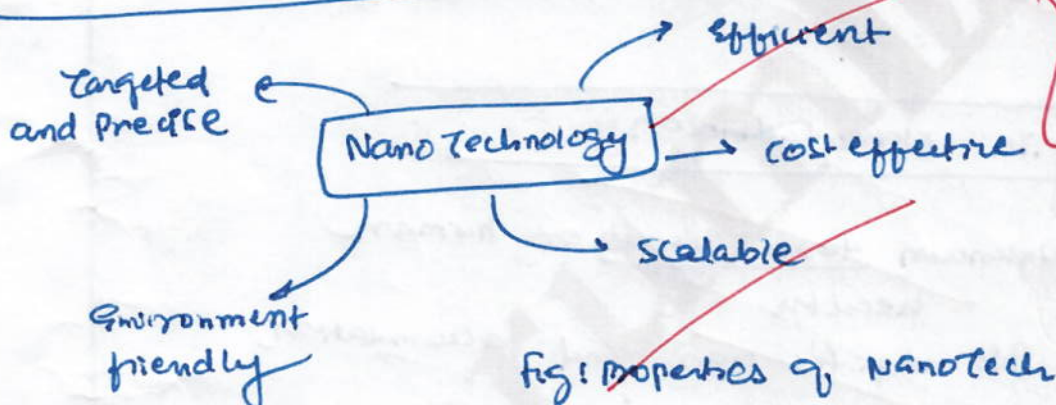 Efficient
Targeted
and Precise
Nano Technology
cost effective
scalable
Environment
friendly
fig: properties of NanoTech